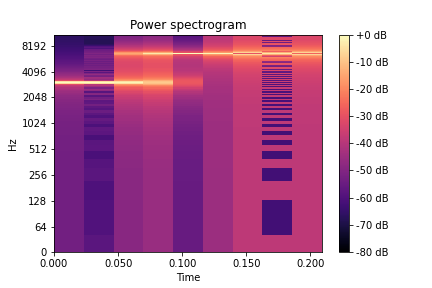 Power spectrogram
Hz
8192
4096
2048
1024
512
256
128
64
0
0.000
0.050
0.100
0.150
0.200
Time
+0 dB
-10 dB
-20 dB
-30 dB
-40 dB
-50 dB
-60 dB
-70 dB
-80 dB